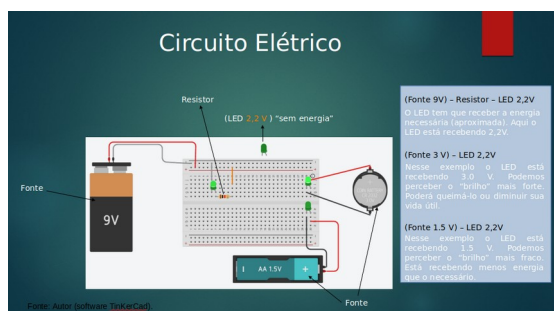 Circuito Elétrico
Resistor
(LED 2,2 V ) "sem energia"
Fonte
9V
AA 1.5V
+
Fonte
(Fonte 9V) – Resistor – LED 2,2V
O LED tem que receber a energia
necessária (aproximada). Aqui o
LED está recebendo 2,2V.
(Fonte 3 V) – LED 2,2V
Nesse exemplo o LED está
recebendo 3.0 V. Podemos
perceber o "brilho" mais forte.
Poderá queimá-lo ou diminuir sua
vida útil.
(Fonte 1.5 V) – LED 2,2V
Nesse exemplo o LED está
recebendo 1.5 V. Podemos
perceber o "brilho" mais fraco.
Está recebendo menos energia
que o necessário.
Fonte: Autor (software TinKerCad).